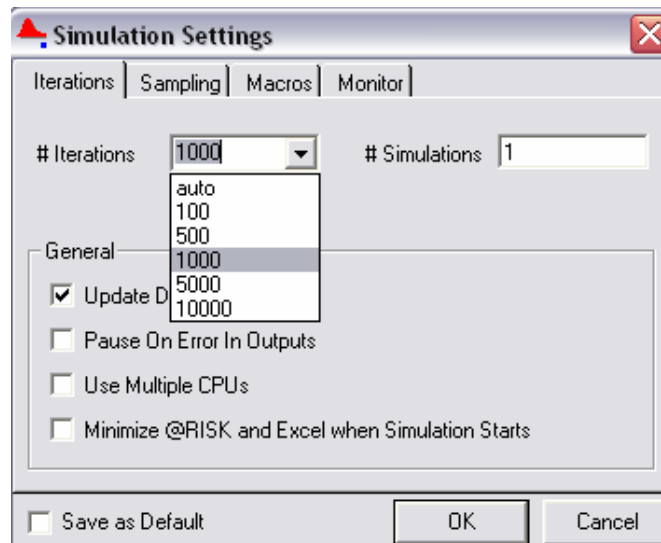 Simulation Settings
Iterations Sampling Macros Monitor
# Iterations 1000 # Simulations 1
auto
100
500
1000
5000
10000
General
Update D
Pause On Error In Outputs
Use Multiple CPUs
Minimize @RISK and Excel when Simulation Starts
Save as Default OK Cancel